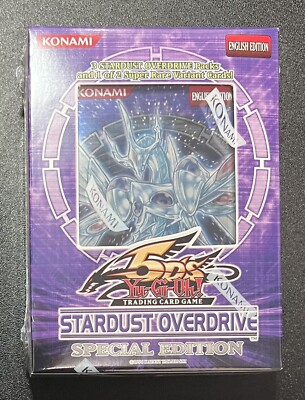 KONAMI
ENGLISH EDITION
3 STARDUST OVERDRIVE Packs
and 1 of 2 Super Rare Variant Cards!
KONAMI
ENGLISH EDITION
KONAMI
KONAMI
5D's
Yu-Gi-Oh!
TRADING CARD GAME
KONAMI
STARDUST OVERDRIVE
SPECIAL EDITION